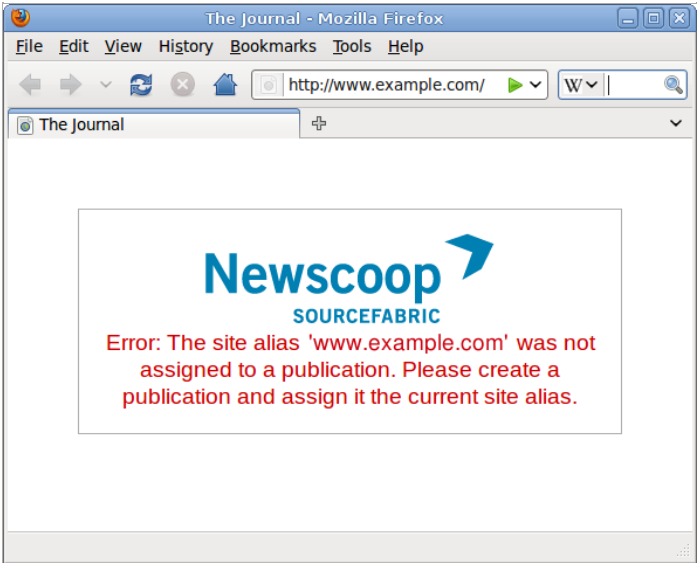 The Journal - Mozilla Firefox
File Edit View History Bookmarks Tools Help
http://www.example.com/ W
The Journal
Newscoop
SOURCEFABRIC
Error: The site alias 'www.example.com' was not
assigned to a publication. Please create a
publication and assign it the current site alias.